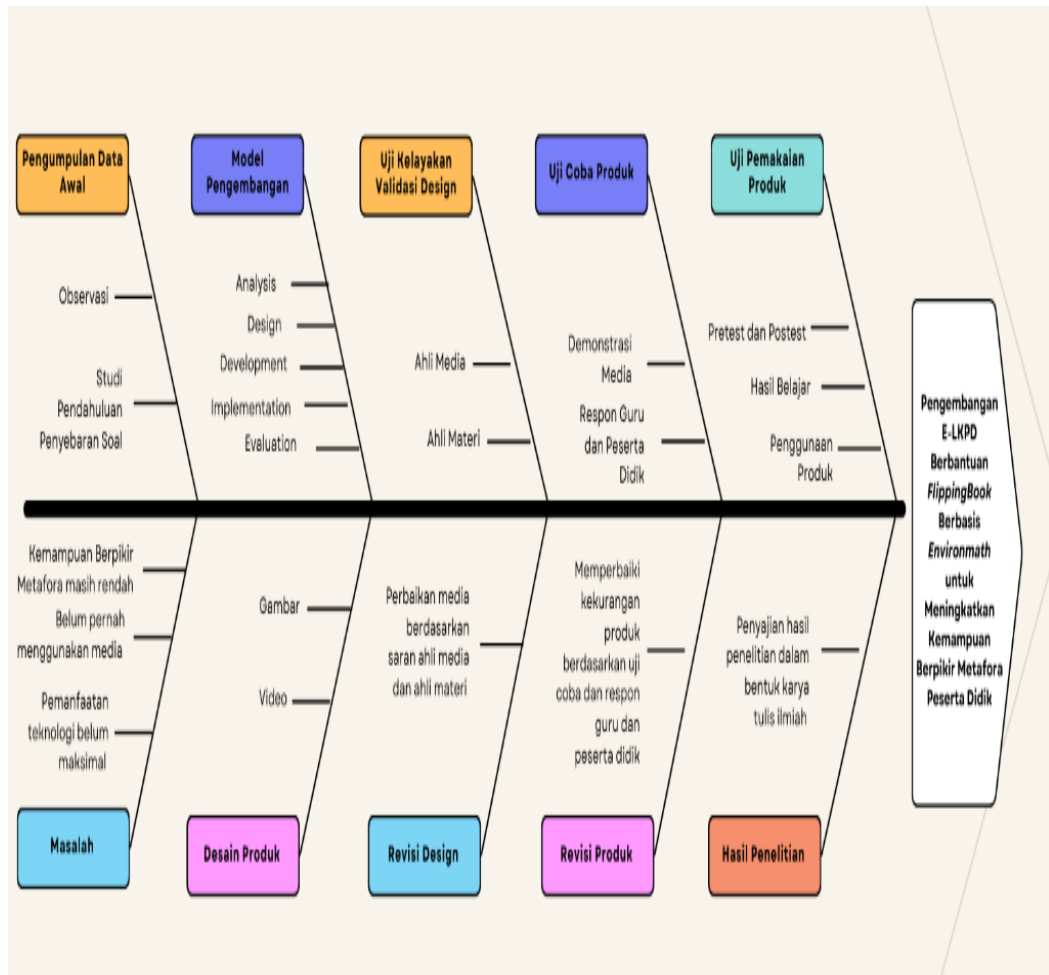 Pengumpulan Data
Awal
Observasi
Studi
Pendahuluan
Penyebaran Soal
Model
Pengembangan
Analysis
Design
Development
Implementation
Evaluation
Uji Kelayakan
Validasi Design
Ahli Media
Ahli Materi
Uji Coba Produk
Demonstrasi
Media
Respon Guru
dan Peserta
Didik
Uji Pemakaian
Produk
Pretest dan Postest
Hasil Belajar
Penggunaan
Produk
Kemampuan Berpikir
Metafora masih rendah
Belum pernah
menggunakan media
Pemanfaatan
teknologi belum
maksimal
Masalah
Gambar
Video
Desain Produk
Perbaikan media
berdasarkan
saran ahli media
dan ahli materi
Revisi Design
Memperbaiki
kekurangan
produk
berdasarkan uji
coba dan respon
guru dan
peserta didik
Revisi Produk
Penyajian hasil
penelitian dalam
bentuk karya
tulis ilmiah
Hasil Penelitian
Pengembangan
E-LKPD
Berbantuan
FlippingBook
Berbasis
Environmath
untuk
Meningkatkan
Kemampuan
Berpikir Metafora
Peserta Didik